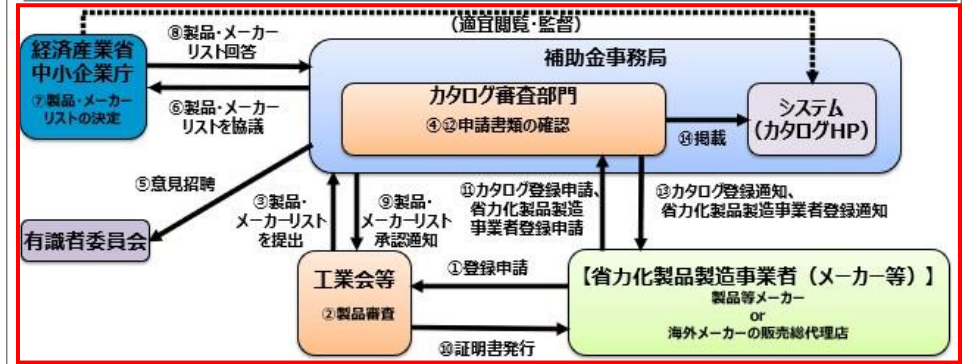 (適宜閲覧・監督)
⑧製品・メーカー
リスト回答
経済産業省
中小企業庁
⑦製品・メーカー
リストの決定
⑥製品・メーカー
リストを協議
補助金事務局
カタログ審査部門
④⑫申請書類の確認
⑭掲載
システム
(カタログHP)
⑤意見招聘
有識者委員会
③製品・
メーカーリスト
を提出
⑨製品・
メーカーリスト
承認通知
⑪カタログ登録申請、
省力化製品製造
事業者登録申請
⑬カタログ登録通知、
省力化製品製造事業者登録通知
工業会等
②製品審査
①登録申請
⑩証明書発行
【省力化製品製造事業者(メーカー等)】
製品等メーカー
or
海外メーカーの販売総代理店